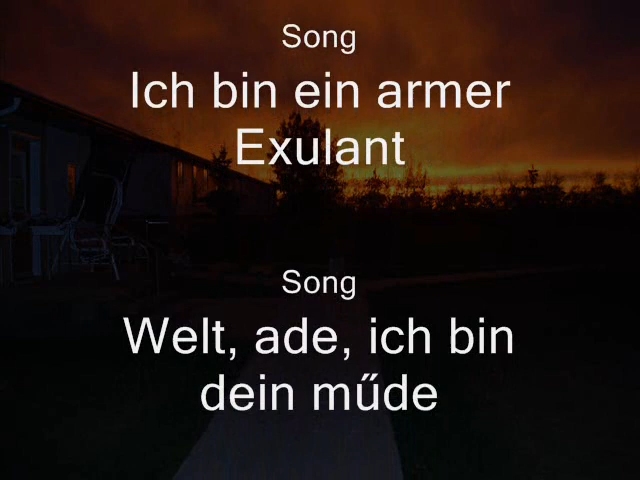 Song
Ich bin ein armer
Exulant
Song
Welt, ade, ich bin
dein műde